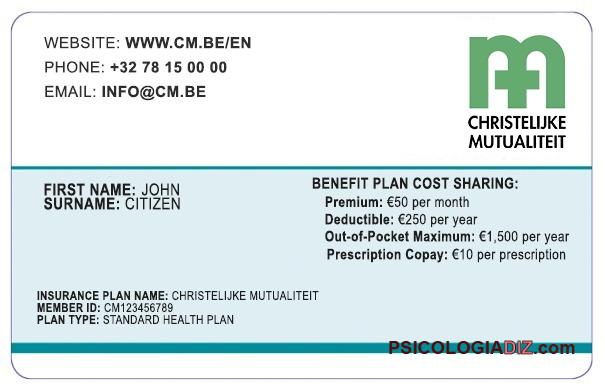 WEBSITE: WWW.CM.BE/EN
PHONE: +32 78 15 00 00
EMAIL: INFO@CM.BE
CHRISTELIJKE
MUTUALITEIT
FIRST NAME: JOHN
SURNAME: CITIZEN
BENEFIT PLAN COST SHARING:
Premium: €50 per month
Deductible: €250 per year
Out-of-Pocket Maximum: €1,500 per year
Prescription Copay: €10 per prescription
INSURANCE PLAN NAME: CHRISTELIJKE MUTUALITEIT
MEMBER ID: CM123456789
PLAN TYPE: STANDARD HEALTH PLAN
PSICOLOGIADIZ.com